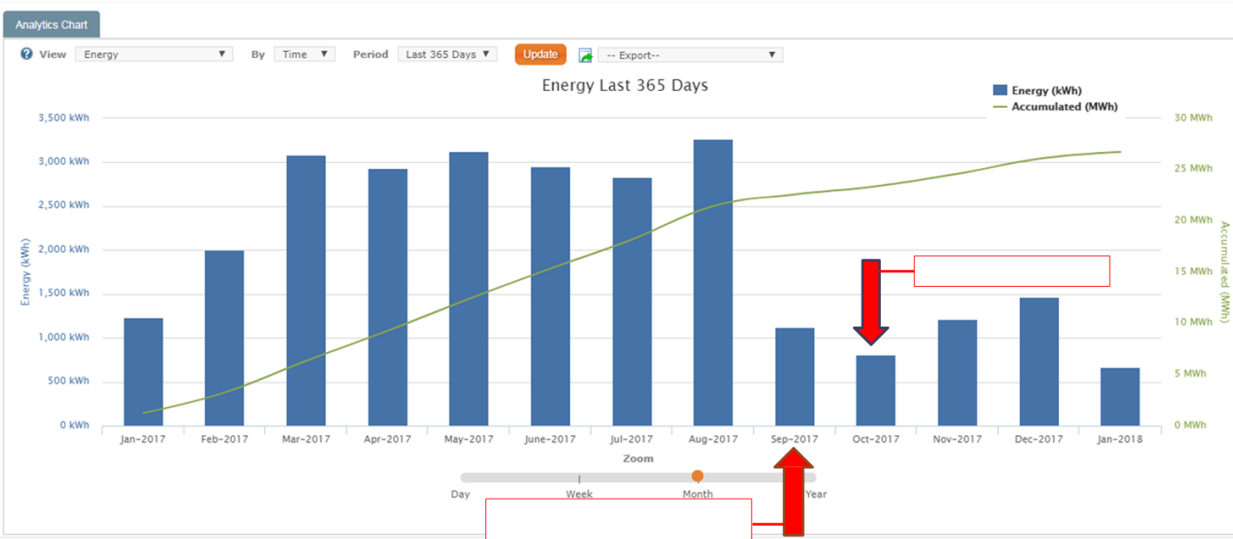 Analytics Chart
View Energy By Time Period Last 365 Days Update -- Export--
Energy Last 365 Days
Energy (kWh)
Accumulated (MWh)
3,500 kWh
3,000 kWh
2,500 kWh
2,000 kWh
1,500 kWh
1,000 kWh
500 kWh
0 kWh
Energy (kWh)
30 MWh
25 MWh
20 MWh
15 MWh
10 MWh
5 MWh
0 MWh
Accumulated (MWh)
Jan-2017 Feb-2017 Mar-2017 Apr-2017 May-2017 June-2017 Jul-2017 Aug-2017 Sep-2017 Oct-2017 Nov-2017 Dec-2017 Jan-2018
Zoom
Day Week Month Year